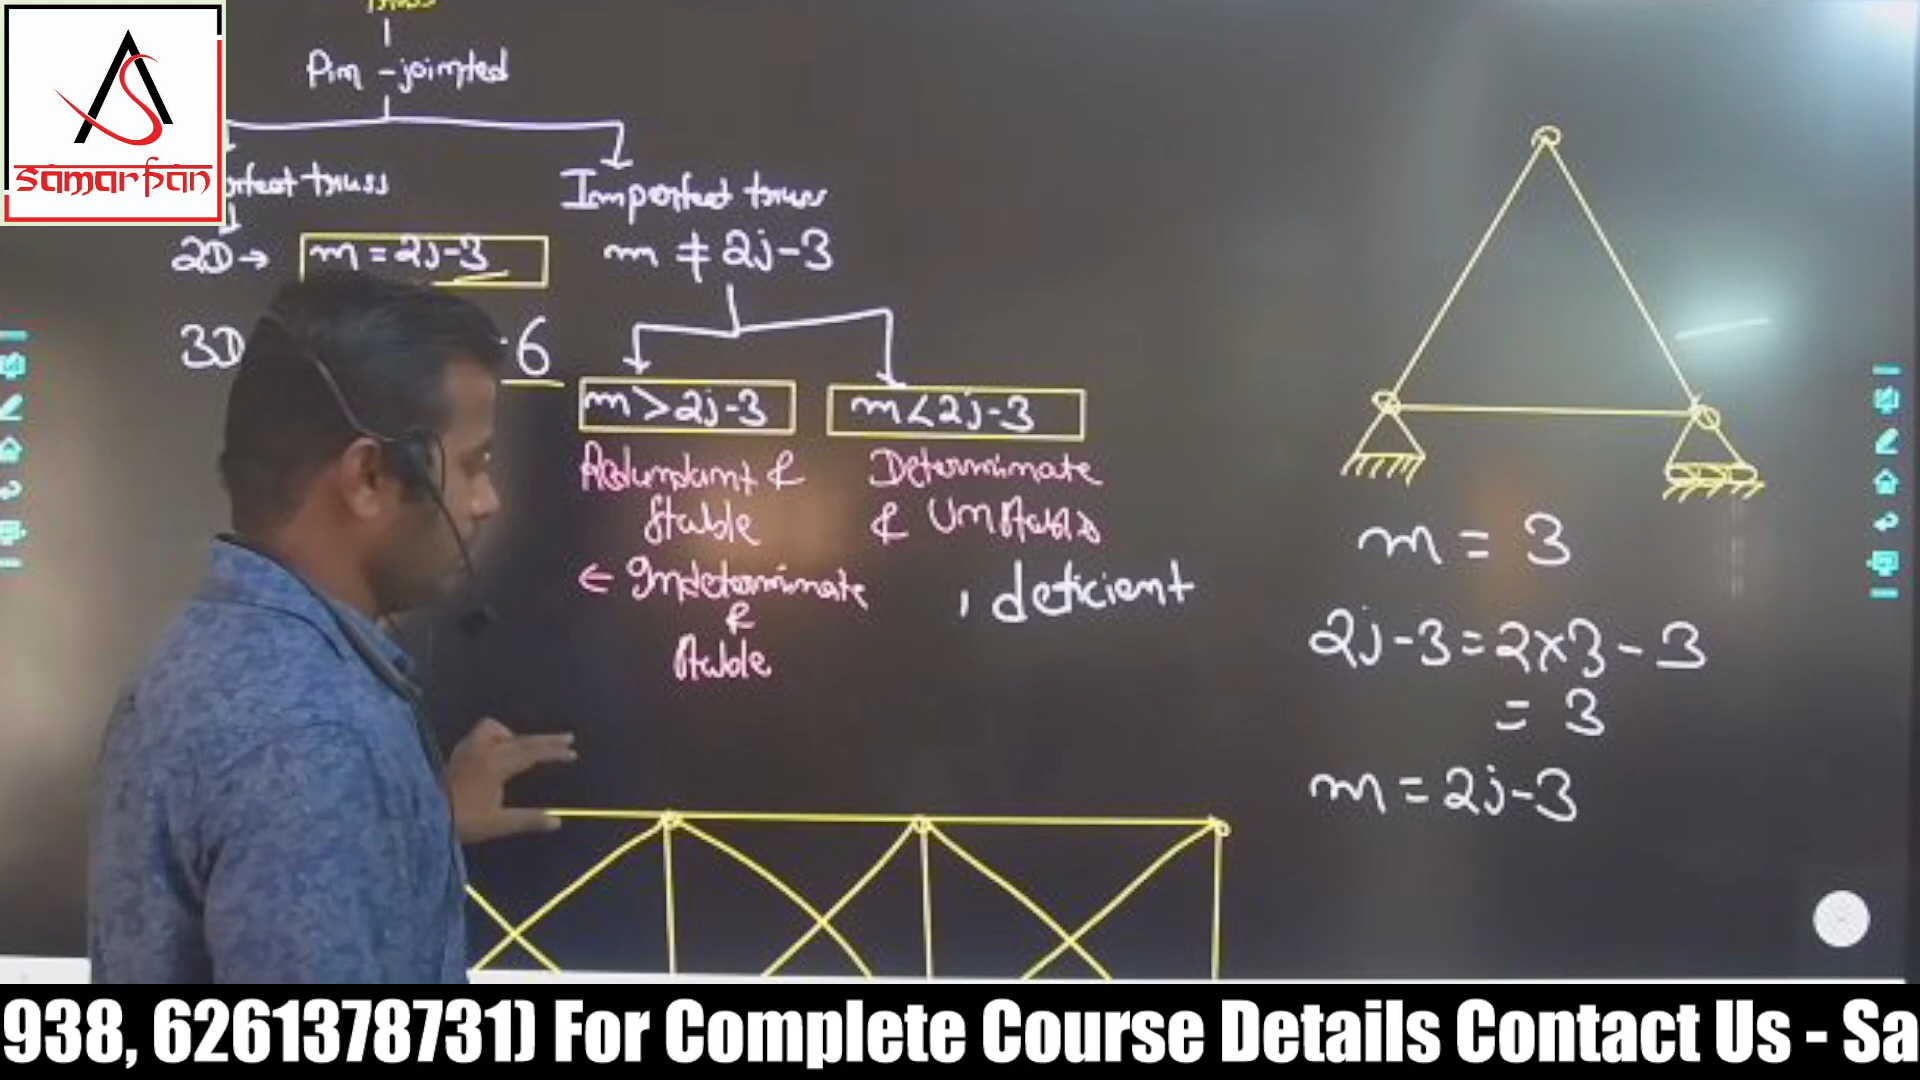 Truss
Pin-jointed
SAMARPAN
rfect truss
Imperfect truss
2D → m = 2j-3
m ≠ 2j-3
3D
6
m > 2j-3
m < 2j-3
Redundant &
Stable
Determinate
& Unstable
← Indeterminate
&
Stable
, deficient
m = 3
2j-3 = 2×3-3
= 3
m = 2j-3
938, 6261378731) For Complete Course Details Contact Us - Sa